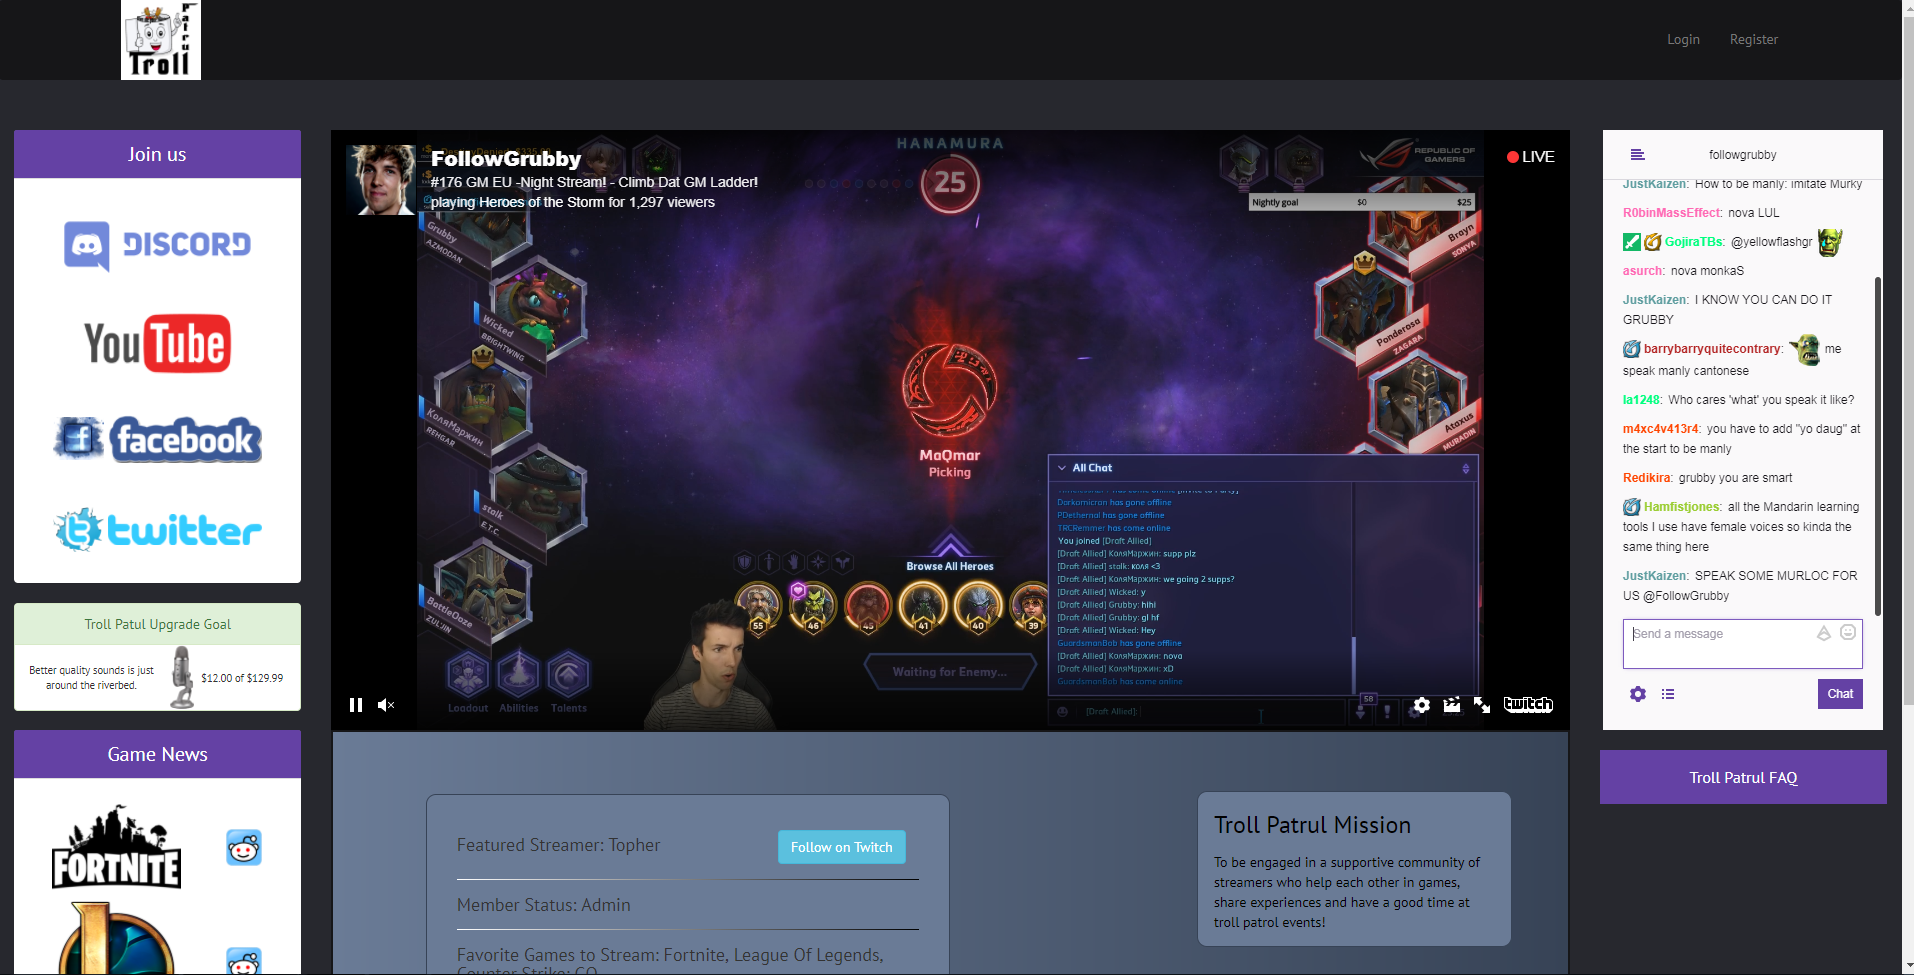 Troll
Patrul
Login
Register
Join us
DISCORD
YouTube
facebook
twitter
Troll Patul Upgrade Goal
Better quality sounds is just
around the riverbed.
$12.00 of $129.99
Game News
FORTNITE
FollowGrubby
#176 GM EU -Night Stream! - Climb Dat GM Ladder!
playing Heroes of the Storm for 1,297 viewers
HANAMURA
25
REPUBLIC OF
GAMERS
LIVE
Nightly goal
$0
$25
Grubby
AZMODAN
Wicked
BRIGHTWING
КоляМаржин
REHGAR
stalk
E.T.C.
BattleOoze
ZUL'JIN
Brayn
SONYA
Ponderosa
ZAGARA
Ataxus
MURADIN
MaQmar
Picking
Browse All Heroes
55
46
45
41
40
39
Waiting for Enemy...
Loadout
Abilities
Talents
All Chat
Darkomicron has gone offline
PDethernal has gone offline
TRCRemmer has come online
You joined [Draft Allied]
[Draft Allied] КоляМаржин: supp plz
[Draft Allied] stalk: коля <3
[Draft Allied] КоляМаржин: we going 2 supps?
[Draft Allied] Wicked: y
[Draft Allied] Grubby: hihi
[Draft Allied] Grubby: gl hf
[Draft Allied] Wicked: Hey
GuardsmanBob has gone offline
[Draft Allied] КоляМаржин: nova
[Draft Allied] КоляМаржин: xD
GuardsmanBob has come online
[Draft Allied]:
58
twitch
Featured Streamer: Topher
Follow on Twitch
Member Status: Admin
Favorite Games to Stream: Fortnite, League Of Legends,
Counter Strike: GO
Troll Patrul Mission
To be engaged in a supportive community of
streamers who help each other in games,
share experiences and have a good time at
troll patrol events!
followgrubby
JustKaizen: How to be manly: imitate Murky
R0binMassEffect: nova LUL
GojiraTBs: @yellowflashgr
asurch: nova monkaS
JustKaizen: I KNOW YOU CAN DO IT
GRUBBY
barrybarryquitecontrary: me
speak manly cantonese
la1248: Who cares 'what' you speak it like?
m4xc4v413r4: you have to add "yo daug" at
the start to be manly
Redikira: grubby you are smart
Hamfistjones: all the Mandarin learning
tools I use have female voices so kinda the
same thing here
JustKaizen: SPEAK SOME MURLOC FOR
US @FollowGrubby
Send a message
Chat
Troll Patrul FAQ